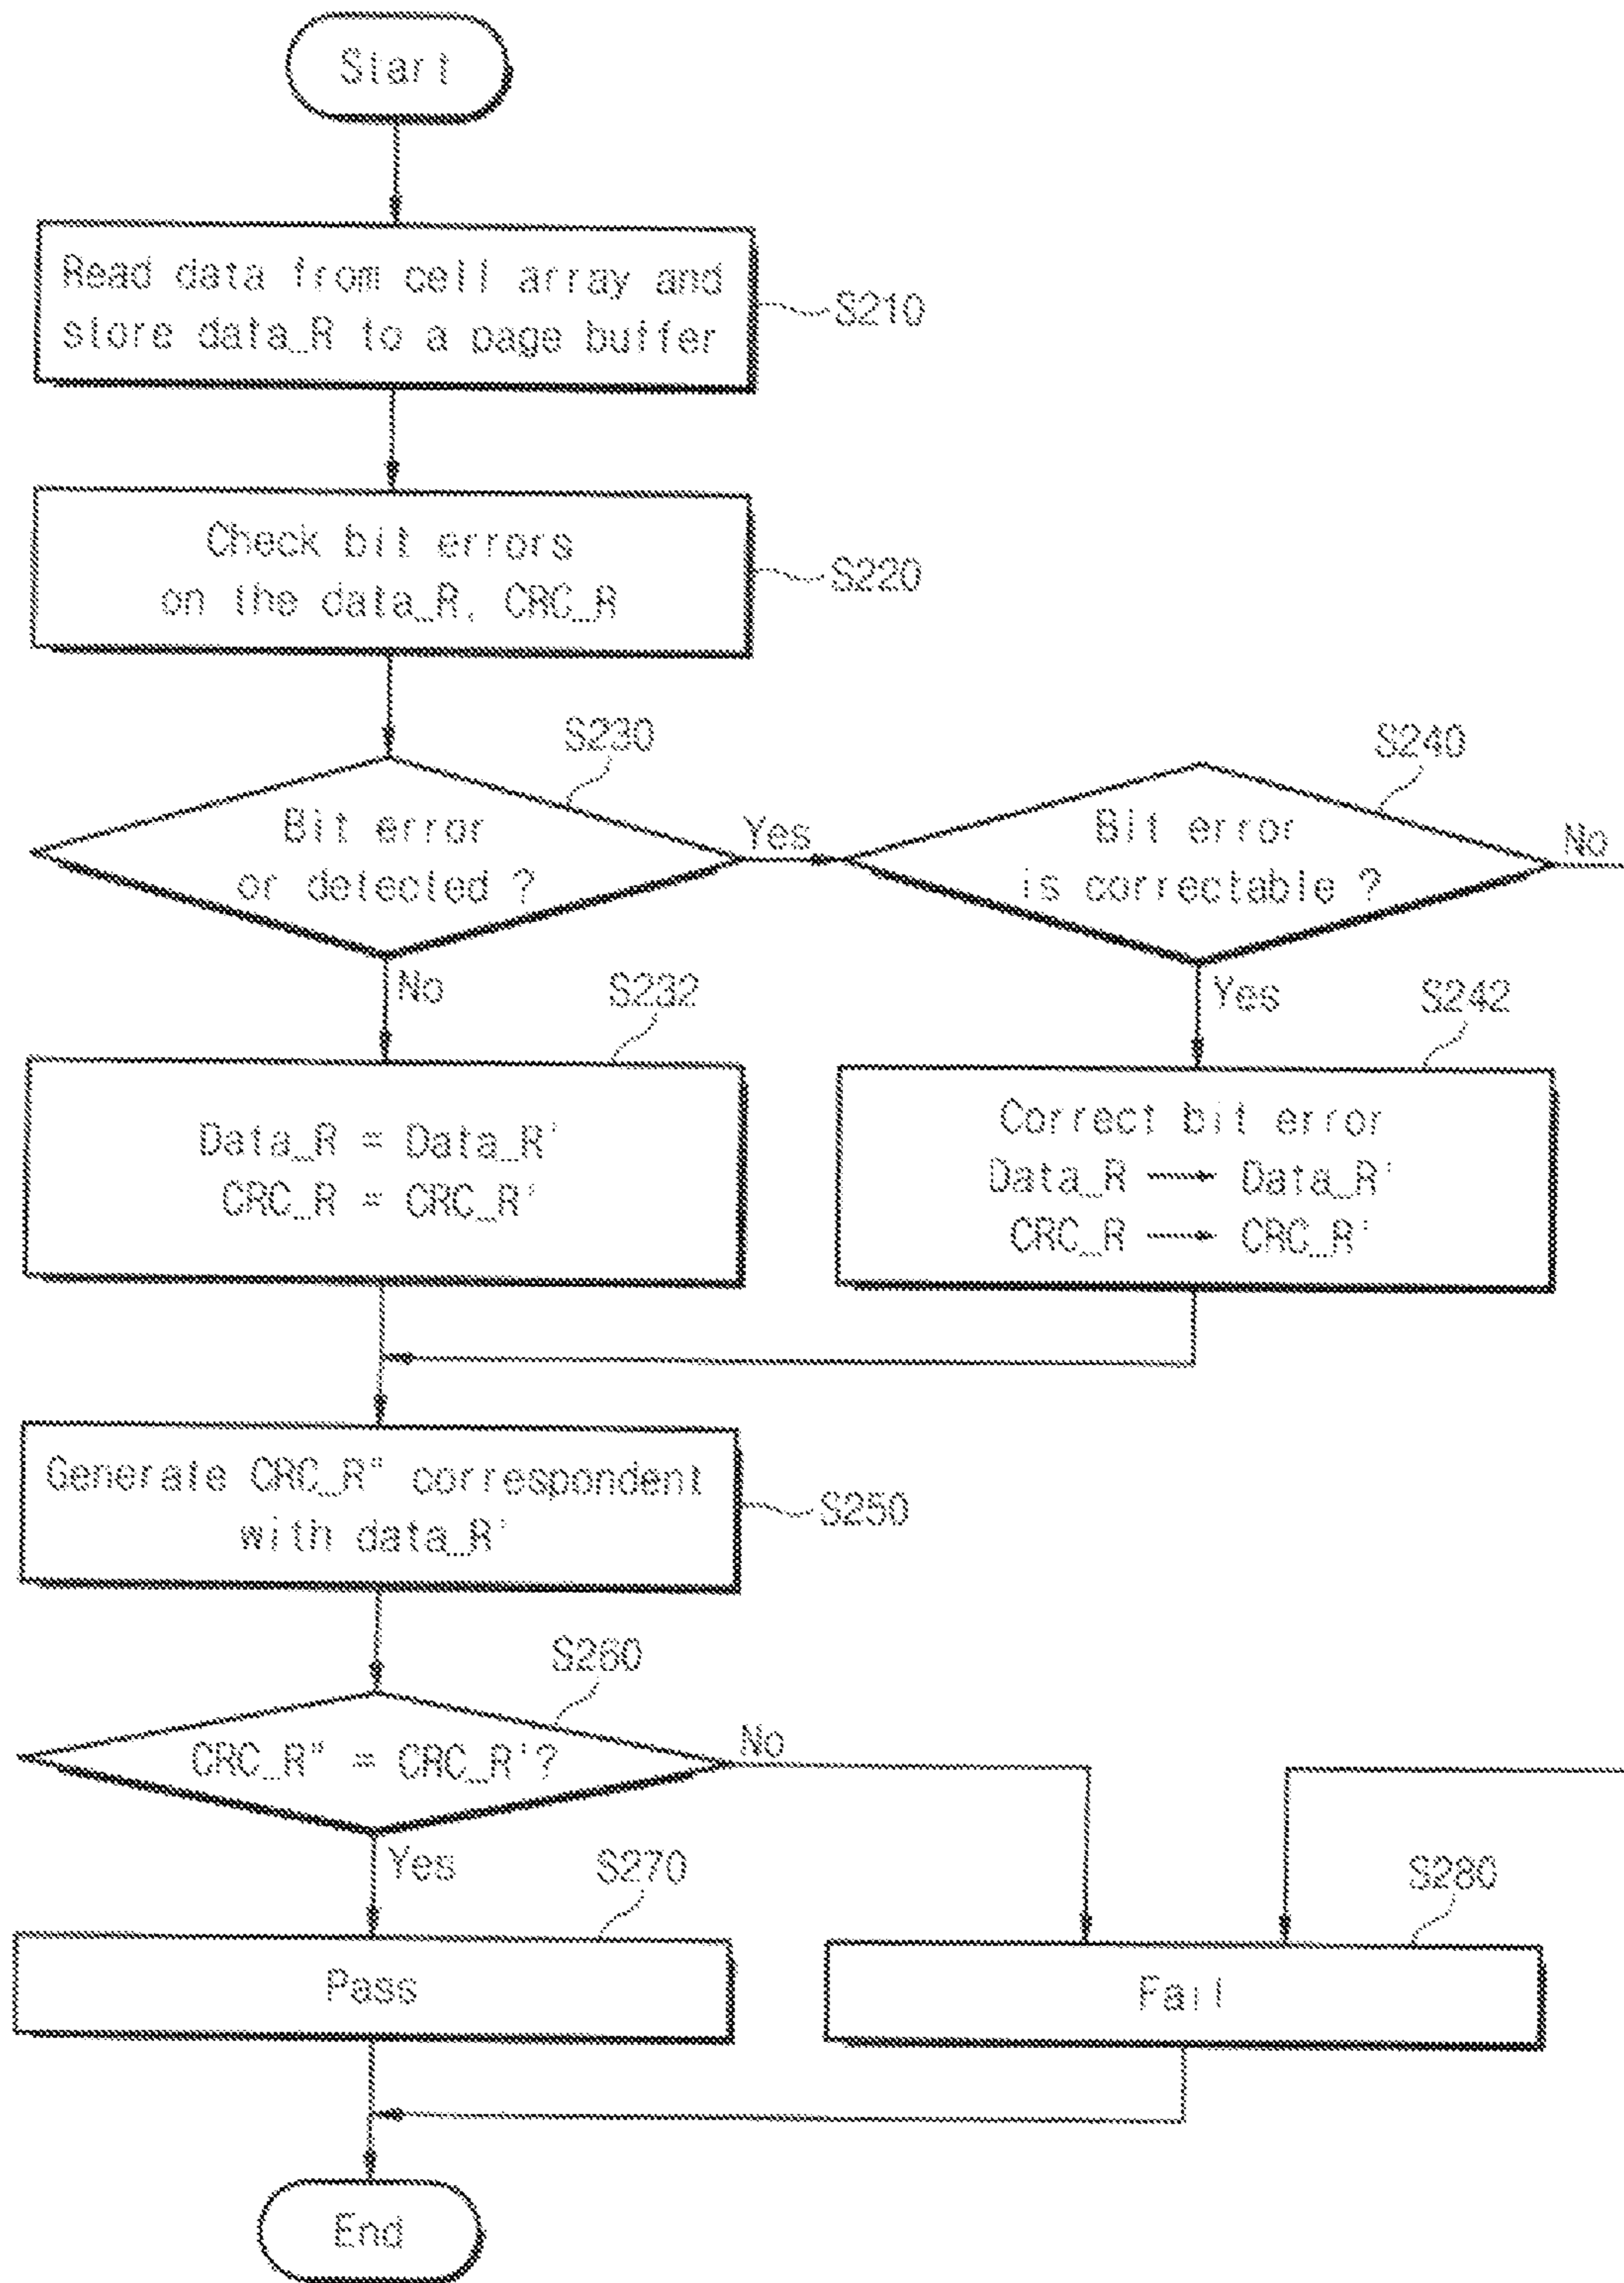 Start
Read data from cell array and
store data_R to a page buffer
S210
Check bit errors
on the data_R, CRC_R
S220
S230
Bit error
or detected ?
Yes
No
S240
Bit error
is correctable ?
No
Yes
S232
Data_R = Data_R'
CRC_R = CRC_R'
S242
Correct bit error
Data_R → Data_R'
CRC_R → CRC_R'
Generate CRC_R" correspondent
with data_R'
S250
S260
CRC_R" = CRC_R'?
No
Yes
S270
Pass
S280
Fail
End